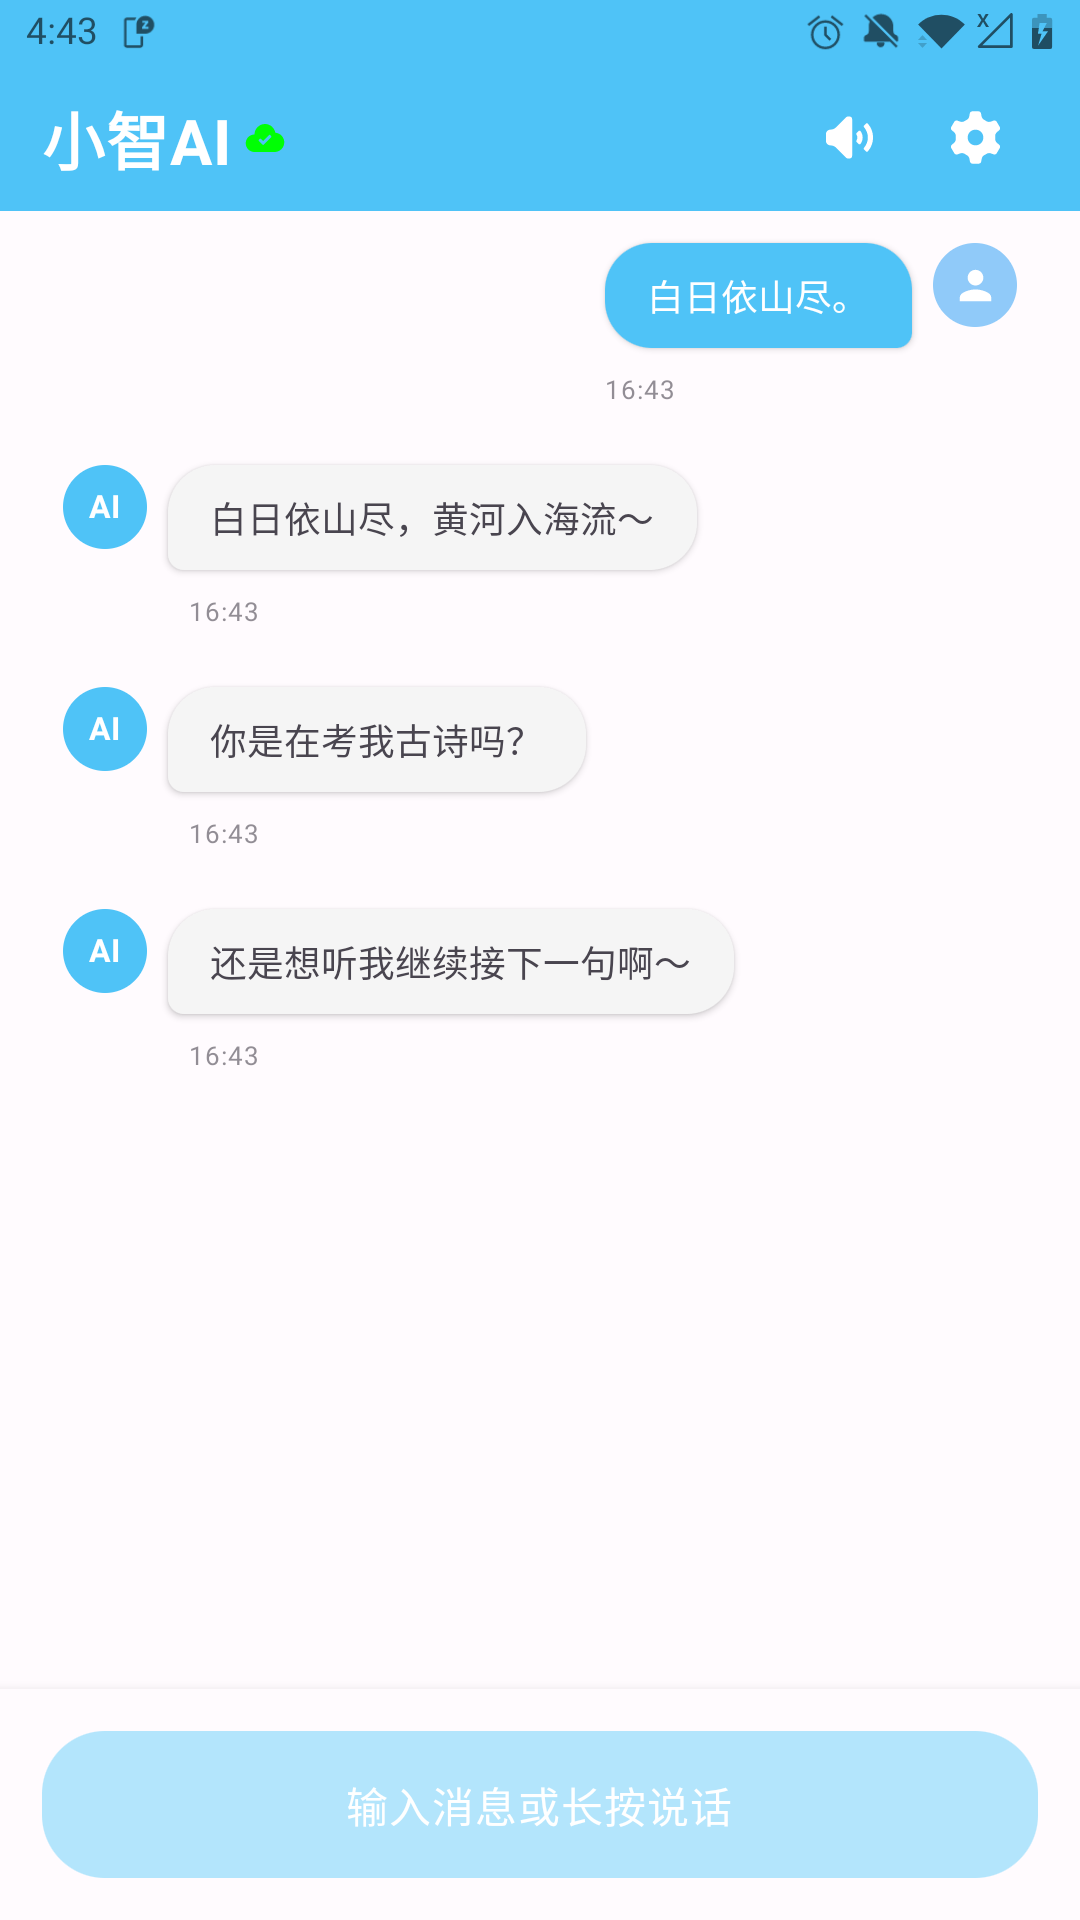 4:43
小智AI
白日依山尽。
16:43
AI
白日依山尽，黄河入海流～
16:43
AI
你是在考我古诗吗？
16:43
AI
还是想听我继续接下一句啊～
16:43
输入消息或长按说话